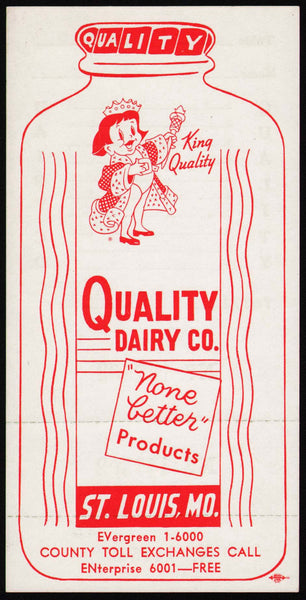 QUALITY
King
Quality
QUALITY
DAIRY CO.
"None
better"
Products
ST. LOUIS, MO.
EVergreen 1-6000
COUNTY TOLL EXCHANGES CALL
ENterprise 6001—FREE